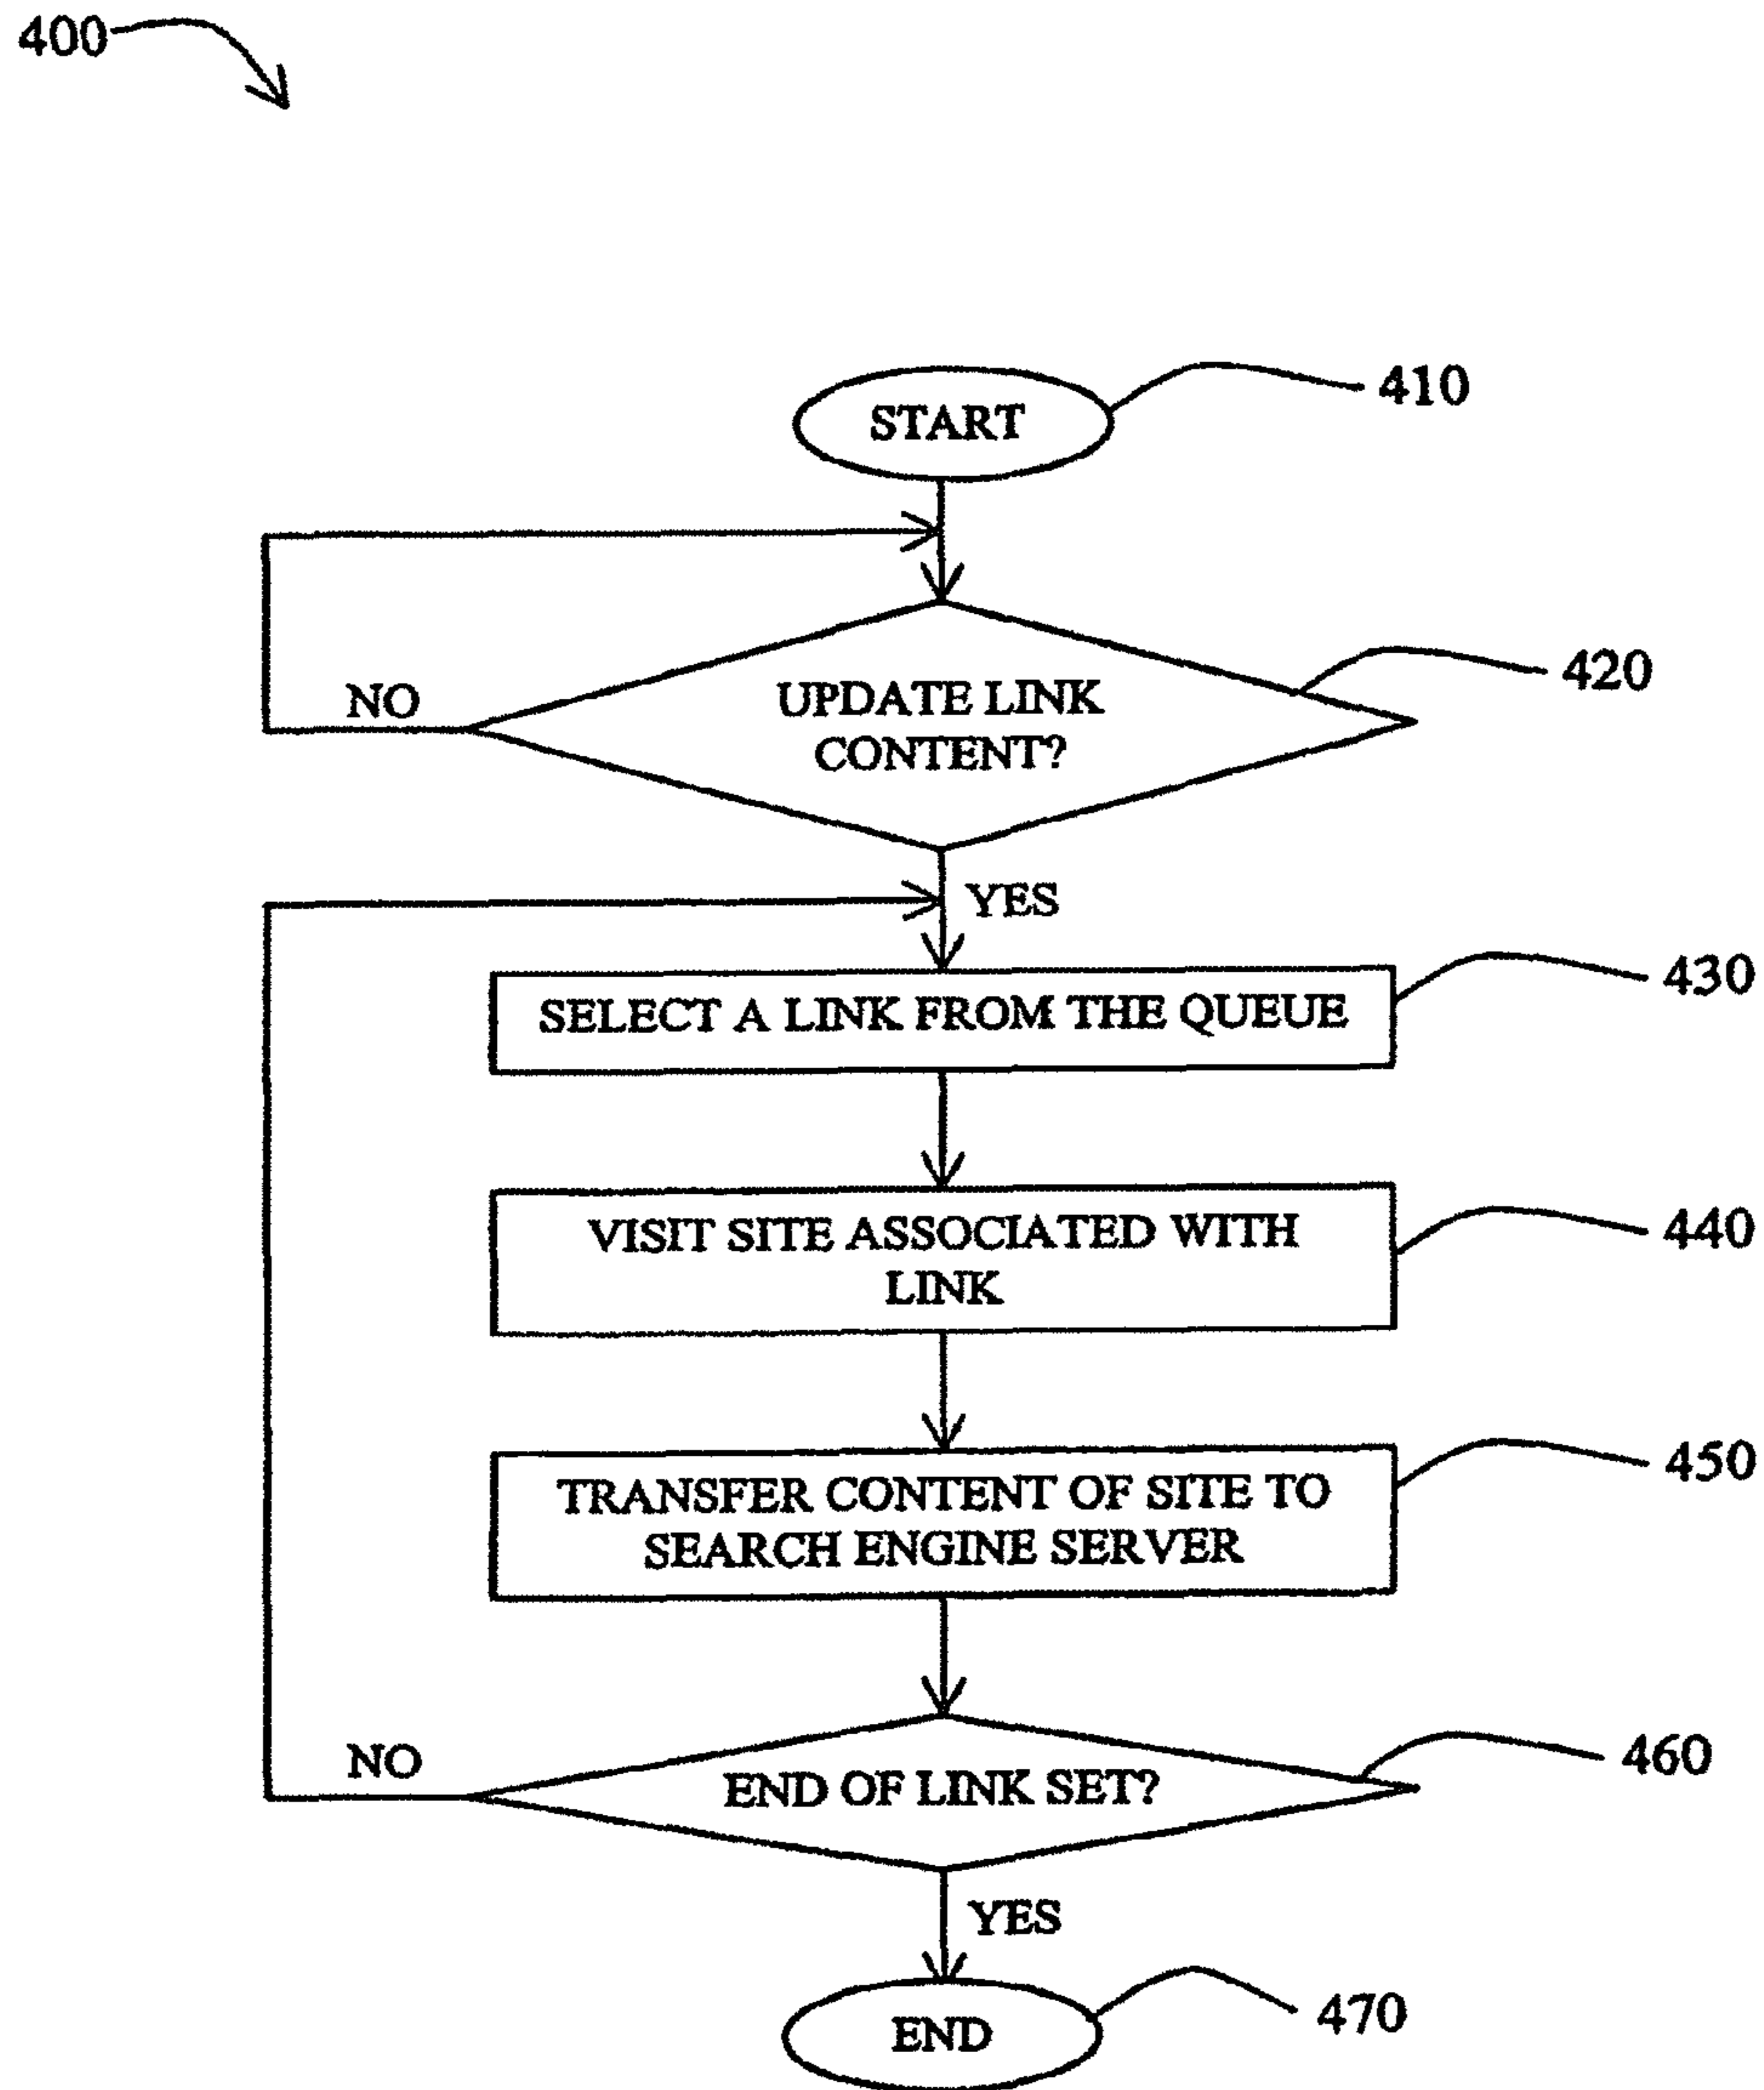 400
START
410
UPDATE LINK
CONTENT?
420
NO
YES
SELECT A LINK FROM THE QUEUE
430
VISIT SITE ASSOCIATED WITH
LINK
440
TRANSFER CONTENT OF SITE TO
SEARCH ENGINE SERVER
450
END OF LINK SET?
460
NO
YES
END
470